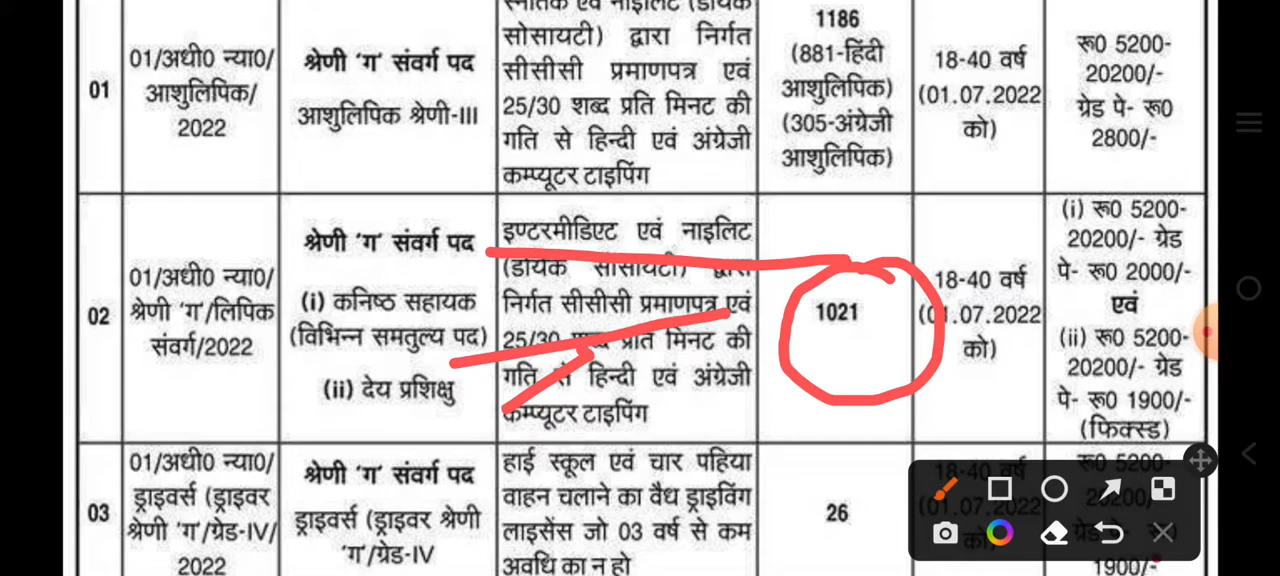 01
01/अधी0 न्या0/
आशुलिपिक/
2022
श्रेणी 'ग' संवर्ग पद
आशुलिपिक श्रेणी-III
स्नातक एवं नाइलिट (डोयक
सोसायटी) द्वारा निर्गत
सीसीसी प्रमाणपत्र एवं
25/30 शब्द प्रति मिनट की
गति से हिन्दी एवं अंग्रेजी
कम्प्यूटर टाइपिंग
1186
(881-हिंदी
आशुलिपिक)
(305-अंग्रेजी
आशुलिपिक)
18-40 वर्ष
(01.07.2022
को)
रू0 5200-
20200/-
ग्रेड पे- रू0
2800/-
02
01/अधी0 न्या0/
श्रेणी 'ग'/लिपिक
संवर्ग/2022
श्रेणी 'ग' संवर्ग पद
(i) कनिष्ठ सहायक
(विभिन्न समतुल्य पद)
(ii) देय प्रशिक्षु
इण्टरमीडिएट एवं नाइलिट
(डोयक सोसायटी) द्वारा
निर्गत सीसीसी प्रमाणपत्र एवं
25/30 शब्द प्रति मिनट की
गति से हिन्दी एवं अंग्रेजी
कम्प्यूटर टाइपिंग
1021
18-40 वर्ष
(01.07.2022
को)
(i) रू0 5200-
20200/- ग्रेड
पे- रू0 2000/-
एवं
(ii) रू0 5200-
20200/- ग्रेड
पे- रू0 1900/-
(फिक्स्ड)
03
01/अधी0 न्या0/
ड्राइवर्स (ड्राइवर
श्रेणी 'ग'/ग्रेड-IV/
2022
श्रेणी 'ग' संवर्ग पद
ड्राइवर्स (ड्राइवर श्रेणी
'ग'/ग्रेड-IV
हाई स्कूल एवं चार पहिया
वाहन चलाने का वैध ड्राइविंग
लाइसेंस जो 03 वर्ष से कम
अवधि का न हो
26
18-40 वर्ष
(01.07.2022
को)
रू0 5200-
20200/-
1900/-